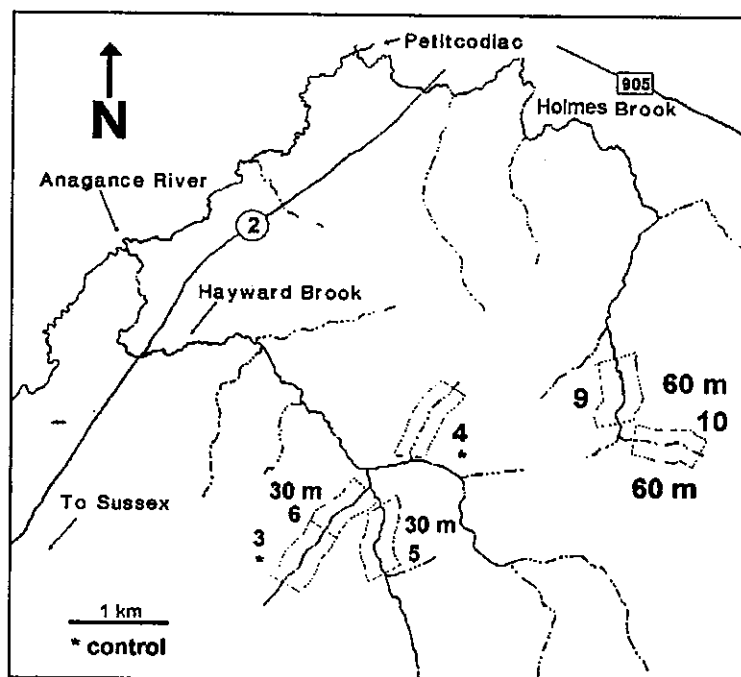 Petitcodiac
905
N
Holmes Brook
Anagance River
2
Hayward Brook
9
60 m
10
4
*
60 m
30 m
6
3
*
30 m
5
To Sussex
1 km
* control